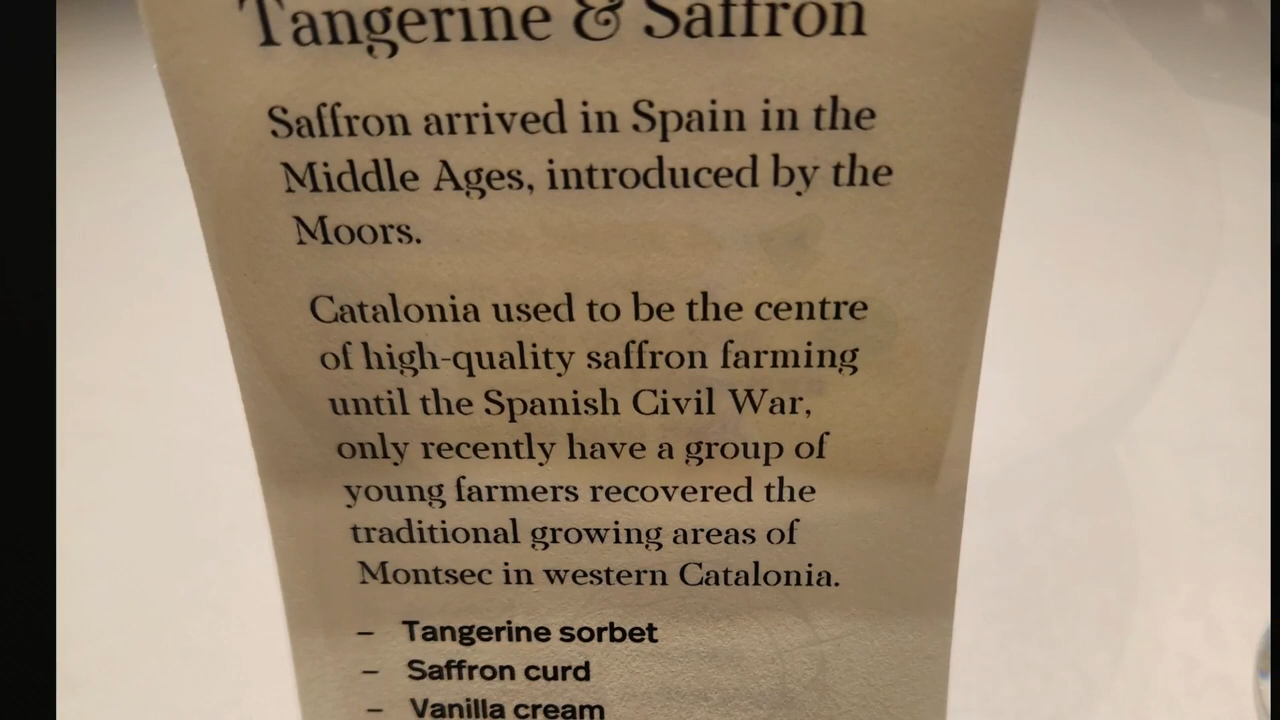 Tangerine & Saffron
Saffron arrived in Spain in the
Middle Ages, introduced by the
Moors.
Catalonia used to be the centre
of high-quality saffron farming
until the Spanish Civil War,
only recently have a group of
young farmers recovered the
traditional growing areas of
Montsec in western Catalonia.
– Tangerine sorbet
– Saffron curd
– Vanilla cream